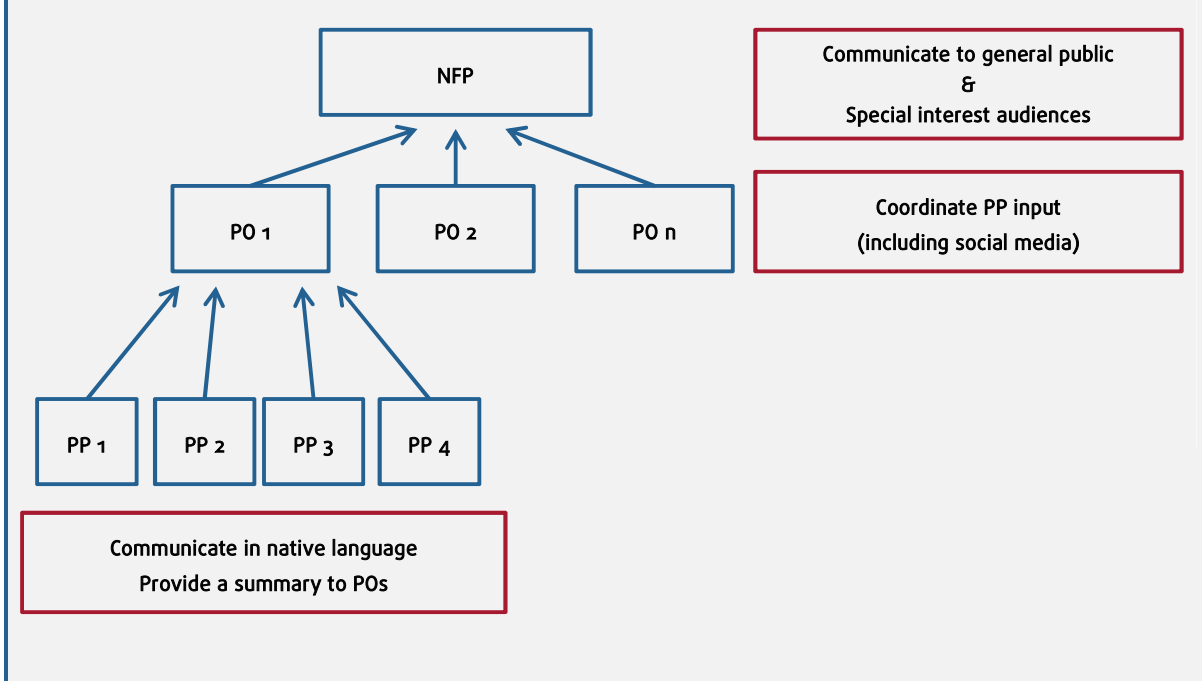 NFP
Communicate to general public
&
Special interest audiences
PO 1
PO 2
PO n
Coordinate PP input
(including social media)
PP 1
PP 2
PP 3
PP 4
Communicate in native language
Provide a summary to POs